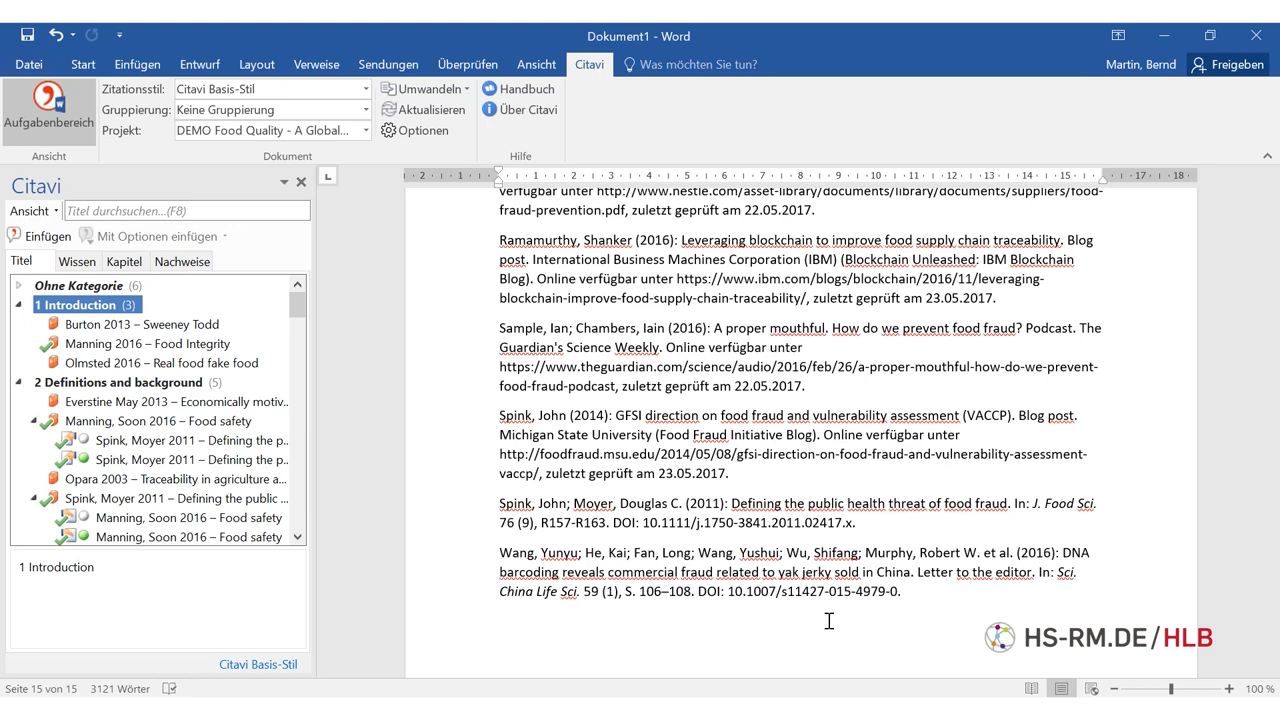 Dokument1 - Word
Datei Start Einfügen Entwurf Layout Verweise Sendungen Überprüfen Ansicht Citavi Was möchten Sie tun? Martin, Bernd Freigeben
Aufgabenbereich
Ansicht
Zitationsstil: Citavi Basis-Stil
Gruppierung: Keine Gruppierung
Projekt: DEMO Food Quality - A Global...
Umwandeln
Aktualisieren
Optionen
Dokument
Handbuch
Über Citavi
Hilfe
Citavi
Ansicht Titel durchsuchen...(F8)
Einfügen Mit Optionen einfügen
Titel Wissen Kapitel Nachweise
Ohne Kategorie (6)
1 Introduction (3)
Burton 2013 – Sweeney Todd
Manning 2016 – Food Integrity
Olmsted 2016 – Real food fake food
2 Definitions and background (5)
Everstine May 2013 – Economically motiv..
Manning, Soon 2016 – Food safety
Spink, Moyer 2011 – Defining the p..
Spink, Moyer 2011 – Defining the p..
Opara 2003 – Traceability in agriculture a...
Spink, Moyer 2011 – Defining the public ...
Manning, Soon 2016 – Food safety
Manning, Soon 2016 – Food safety
1 Introduction
Citavi Basis-Stil
2 1 1 2 3 4 5 6 7 8 9 10 11 12 13 14 15 17 18
verfügbar unter http://www.nestle.com/asset-library/documents/library/documents/suppliers/food-
fraud-prevention.pdf, zuletzt geprüft am 22.05.2017.
Ramamurthy, Shanker (2016): Leveraging blockchain to improve food supply chain traceability. Blog
post. International Business Machines Corporation (IBM) (Blockchain Unleashed: IBM Blockchain
Blog). Online verfügbar unter https://www.ibm.com/blogs/blockchain/2016/11/leveraging-
blockchain-improve-food-supply-chain-traceability/, zuletzt geprüft am 23.05.2017.
Sample, Ian; Chambers, Iain (2016): A proper mouthful. How do we prevent food fraud? Podcast. The
Guardian's Science Weekly. Online verfügbar unter
https://www.theguardian.com/science/audio/2016/feb/26/a-proper-mouthful-how-do-we-prevent-
food-fraud-podcast, zuletzt geprüft am 22.05.2017.
Spink, John (2014): GFSI direction on food fraud and vulnerability assessment (VACCP). Blog post.
Michigan State University (Food Fraud Initiative Blog). Online verfügbar unter
http://foodfraud.msu.edu/2014/05/08/gfsi-direction-on-food-fraud-and-vulnerability-assessment-
vaccp/, zuletzt geprüft am 23.05.2017.
Spink, John; Moyer, Douglas C. (2011): Defining the public health threat of food fraud. In: J. Food Sci.
76 (9), R157-R163. DOI: 10.1111/j.1750-3841.2011.02417.x.
Wang, Yunyu; He, Kai; Fan, Long; Wang, Yushui; Wu, Shifang; Murphy, Robert W. et al. (2016): DNA
barcoding reveals commercial fraud related to yak jerky sold in China. Letter to the editor. In: Sci.
China Life Sci. 59 (1), S. 106–108. DOI: 10.1007/s11427-015-4979-0.
HS-RM.DE/HLB
Seite 15 von 15 3121 Wörter 100 %